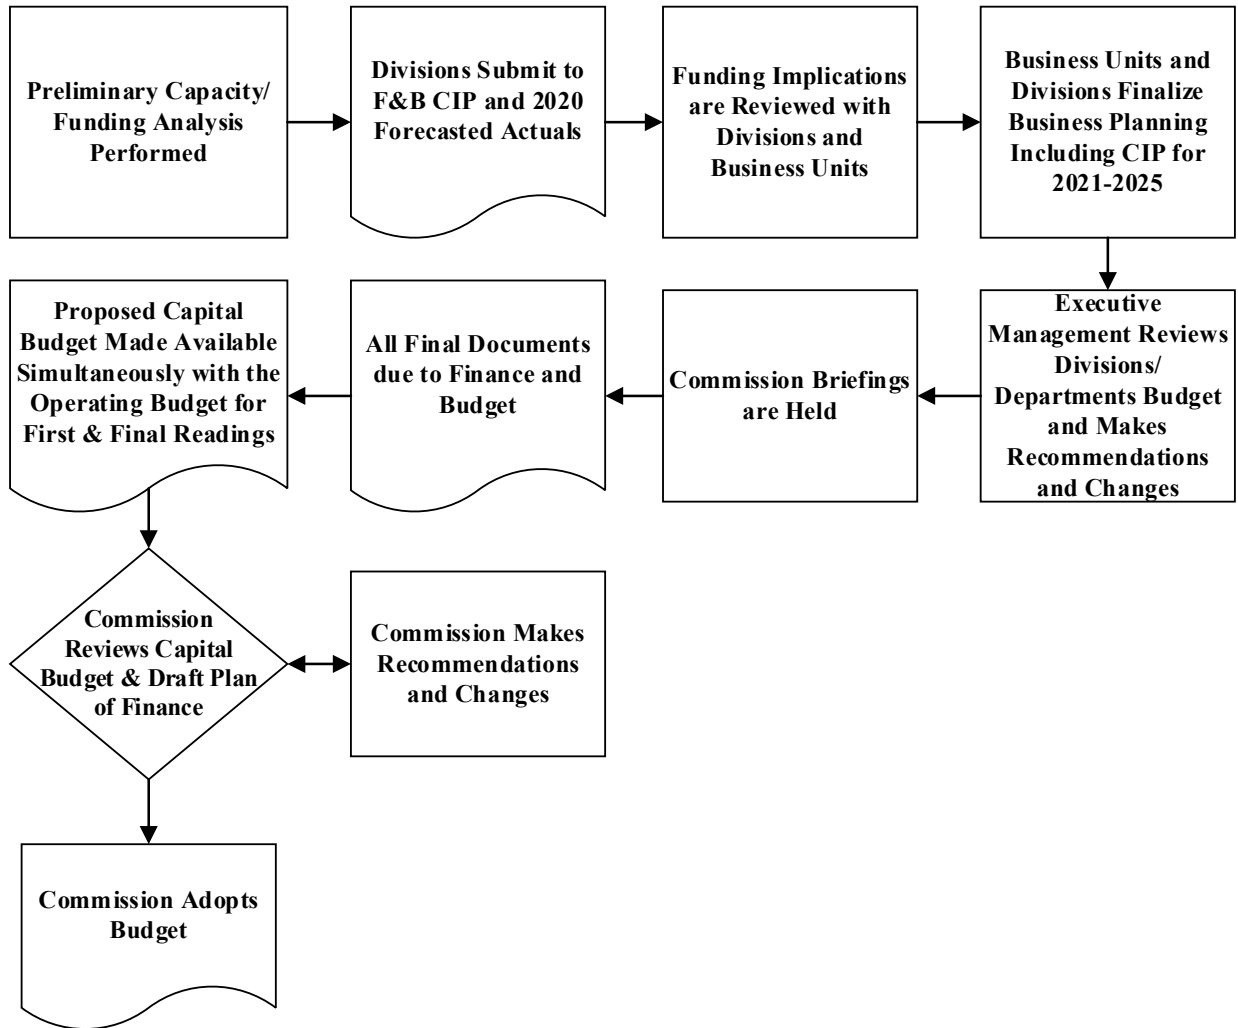 Preliminary Capacity/
Funding Analysis
Performed
Divisions Submit to
F&B CIP and 2020
Forecasted Actuals
Funding Implications
are Reviewed with
Divisions and
Business Units
Business Units and
Divisions Finalize
Business Planning
Including CIP for
2021-2025
Executive
Management Reviews
Divisions/
Departments Budget
and Makes
Recommendations
and Changes
Commission Briefings
are Held
All Final Documents
due to Finance and
Budget
Proposed Capital
Budget Made Available
Simultaneously with the
Operating Budget for
First & Final Readings
Commission
Reviews Capital
Budget & Draft Plan
of Finance
Commission Makes
Recommendations
and Changes
Commission Adopts
Budget